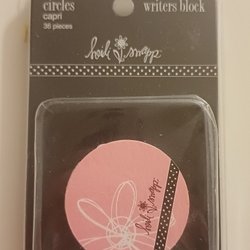 circles
capri
36 pieces
writers block
heidi swapp
heidi swapp